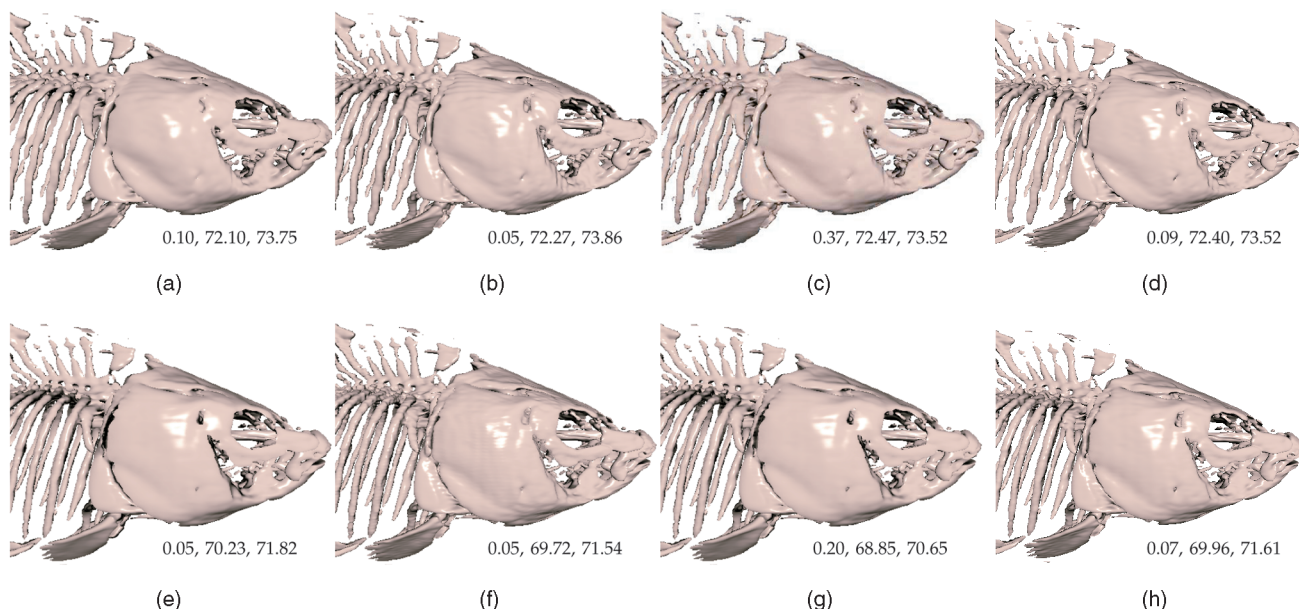 0.10, 72.10, 73.75
0.05, 72.27, 73.86
0.37, 72.47, 73.52
0.09, 72.40, 73.52
(a)
(b)
(c)
(d)
0.05, 70.23, 71.82
0.05, 69.72, 71.54
0.20, 68.85, 70.65
0.07, 69.96, 71.61
(e)
(f)
(g)
(h)